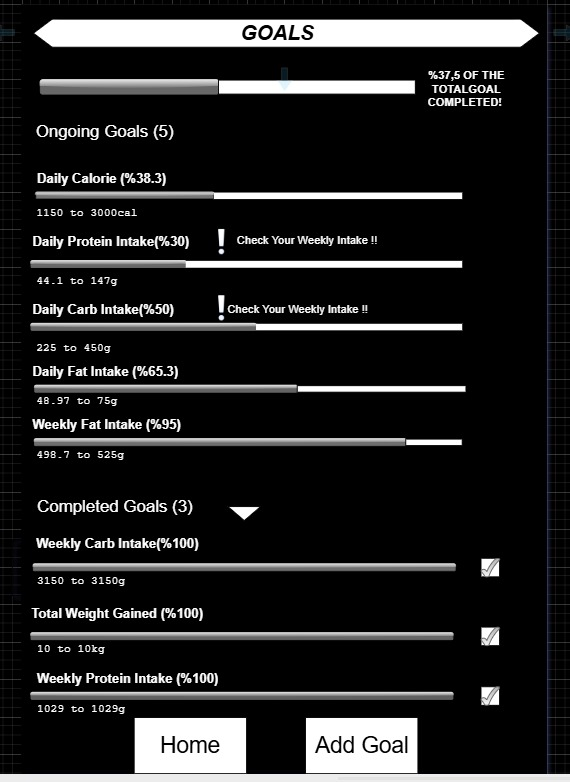 GOALS
%37,5 OF THE
TOTALGOAL
COMPLETED!
Ongoing Goals (5)
Daily Calorie (%38.3)
1150 to 3000cal
Daily Protein Intake(%30) ! Check Your Weekly Intake !!
44.1 to 147g
Daily Carb Intake(%50) ! Check Your Weekly Intake !!
225 to 450g
Daily Fat Intake (%65.3)
48.97 to 75g
Weekly Fat Intake (%95)
498.7 to 525g
Completed Goals (3)
Weekly Carb Intake(%100)
3150 to 3150g
Total Weight Gained (%100)
10 to 10kg
Weekly Protein Intake (%100)
1029 to 1029g
Home Add Goal